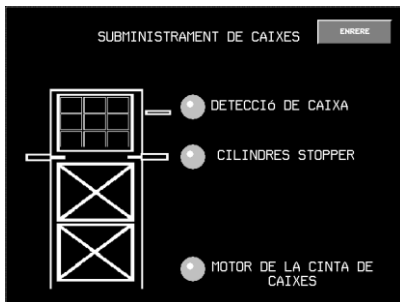 SUBMINISTRAMENT DE CAIXES
ENRERE
DETECCIó DE CAIXA
CILINDRES STOPPER
MOTOR DE LA CINTA DE
CAIXES